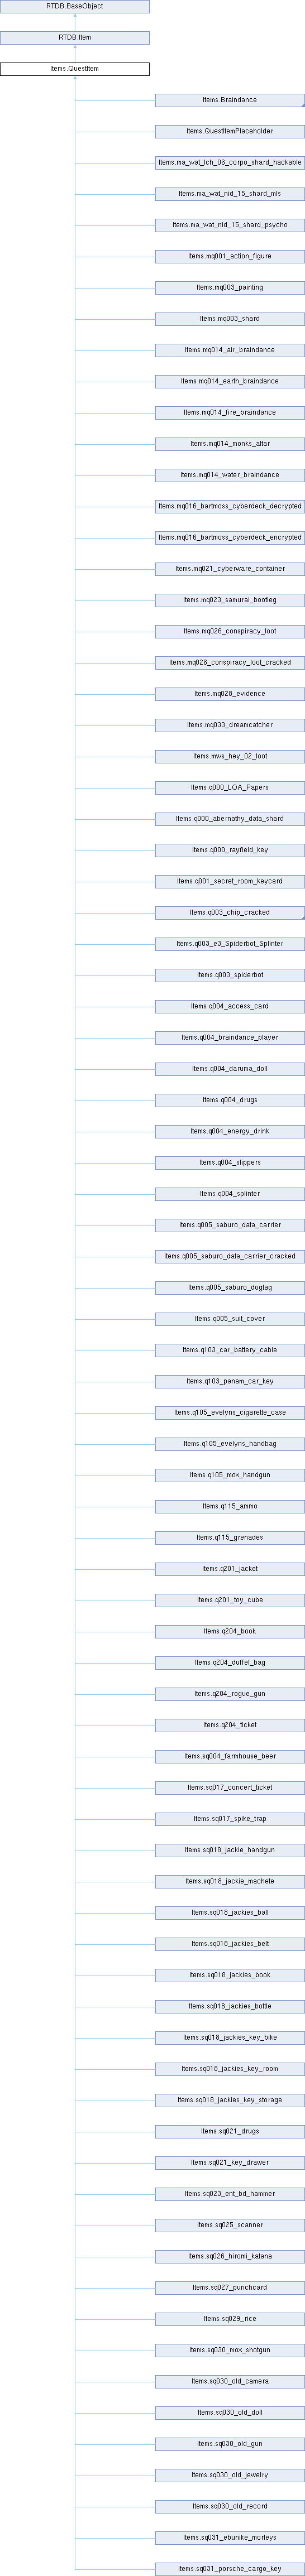 RTDB.BaseObject
RTDB.Item
Items.QuestItem
Items.Braindance
Items.QuestItemPlaceholder
Items.ma_wat_lch_06_corpo_shard_hackable
Items.ma_wat_nid_15_shard_mls
Items.ma_wat_nid_15_shard_psycho
Items.mq001_action_figure
Items.mq003_painting
Items.mq003_shard
Items.mq014_air_braindance
Items.mq014_earth_braindance
Items.mq014_fire_braindance
Items.mq014_monks_altar
Items.mq014_water_braindance
Items.mq016_bartmoss_cyberdeck_decrypted
Items.mq016_bartmoss_cyberdeck_encrypted
Items.mq021_cyberware_container
Items.mq023_samurai_bootleg
Items.mq026_conspiracy_loot
Items.mq026_conspiracy_loot_cracked
Items.mq028_evidence
Items.mq033_dreamcatcher
Items.mws_hey_02_loot
Items.q000_LOA_Papers
Items.q000_abernathy_data_shard
Items.q000_rayfield_key
Items.q001_secret_room_keycard
Items.q003_chip_cracked
Items.q003_e3_Spiderbot_Splinter
Items.q003_spiderbot
Items.q004_access_card
Items.q004_braindance_player
Items.q004_daruma_doll
Items.q004_drugs
Items.q004_energy_drink
Items.q004_slippers
Items.q004_splinter
Items.q005_saburo_data_carrier
Items.q005_saburo_data_carrier_cracked
Items.q005_saburo_dogtag
Items.q005_suit_cover
Items.q103_car_battery_cable
Items.q103_panam_car_key
Items.q105_evelyns_cigarette_case
Items.q105_evelyns_handbag
Items.q105_mox_handgun
Items.q115_ammo
Items.q115_grenades
Items.q201_jacket
Items.q201_toy_cube
Items.q204_book
Items.q204_duffel_bag
Items.q204_rogue_gun
Items.q204_ticket
Items.sq004_farmhouse_beer
Items.sq017_concert_ticket
Items.sq017_spike_trap
Items.sq018_jackie_handgun
Items.sq018_jackie_machete
Items.sq018_jackies_ball
Items.sq018_jackies_belt
Items.sq018_jackies_book
Items.sq018_jackies_bottle
Items.sq018_jackies_key_bike
Items.sq018_jackies_key_room
Items.sq018_jackies_key_storage
Items.sq021_drugs
Items.sq021_key_drawer
Items.sq023_ent_bd_hammer
Items.sq025_scanner
Items.sq026_hiromi_katana
Items.sq027_punchcard
Items.sq029_rice
Items.sq030_mox_shotgun
Items.sq030_old_camera
Items.sq030_old_doll
Items.sq030_old_gun
Items.sq030_old_jewelry
Items.sq030_old_record
Items.sq031_ebunike_morleys
Items.sq031_porsche_cargo_key